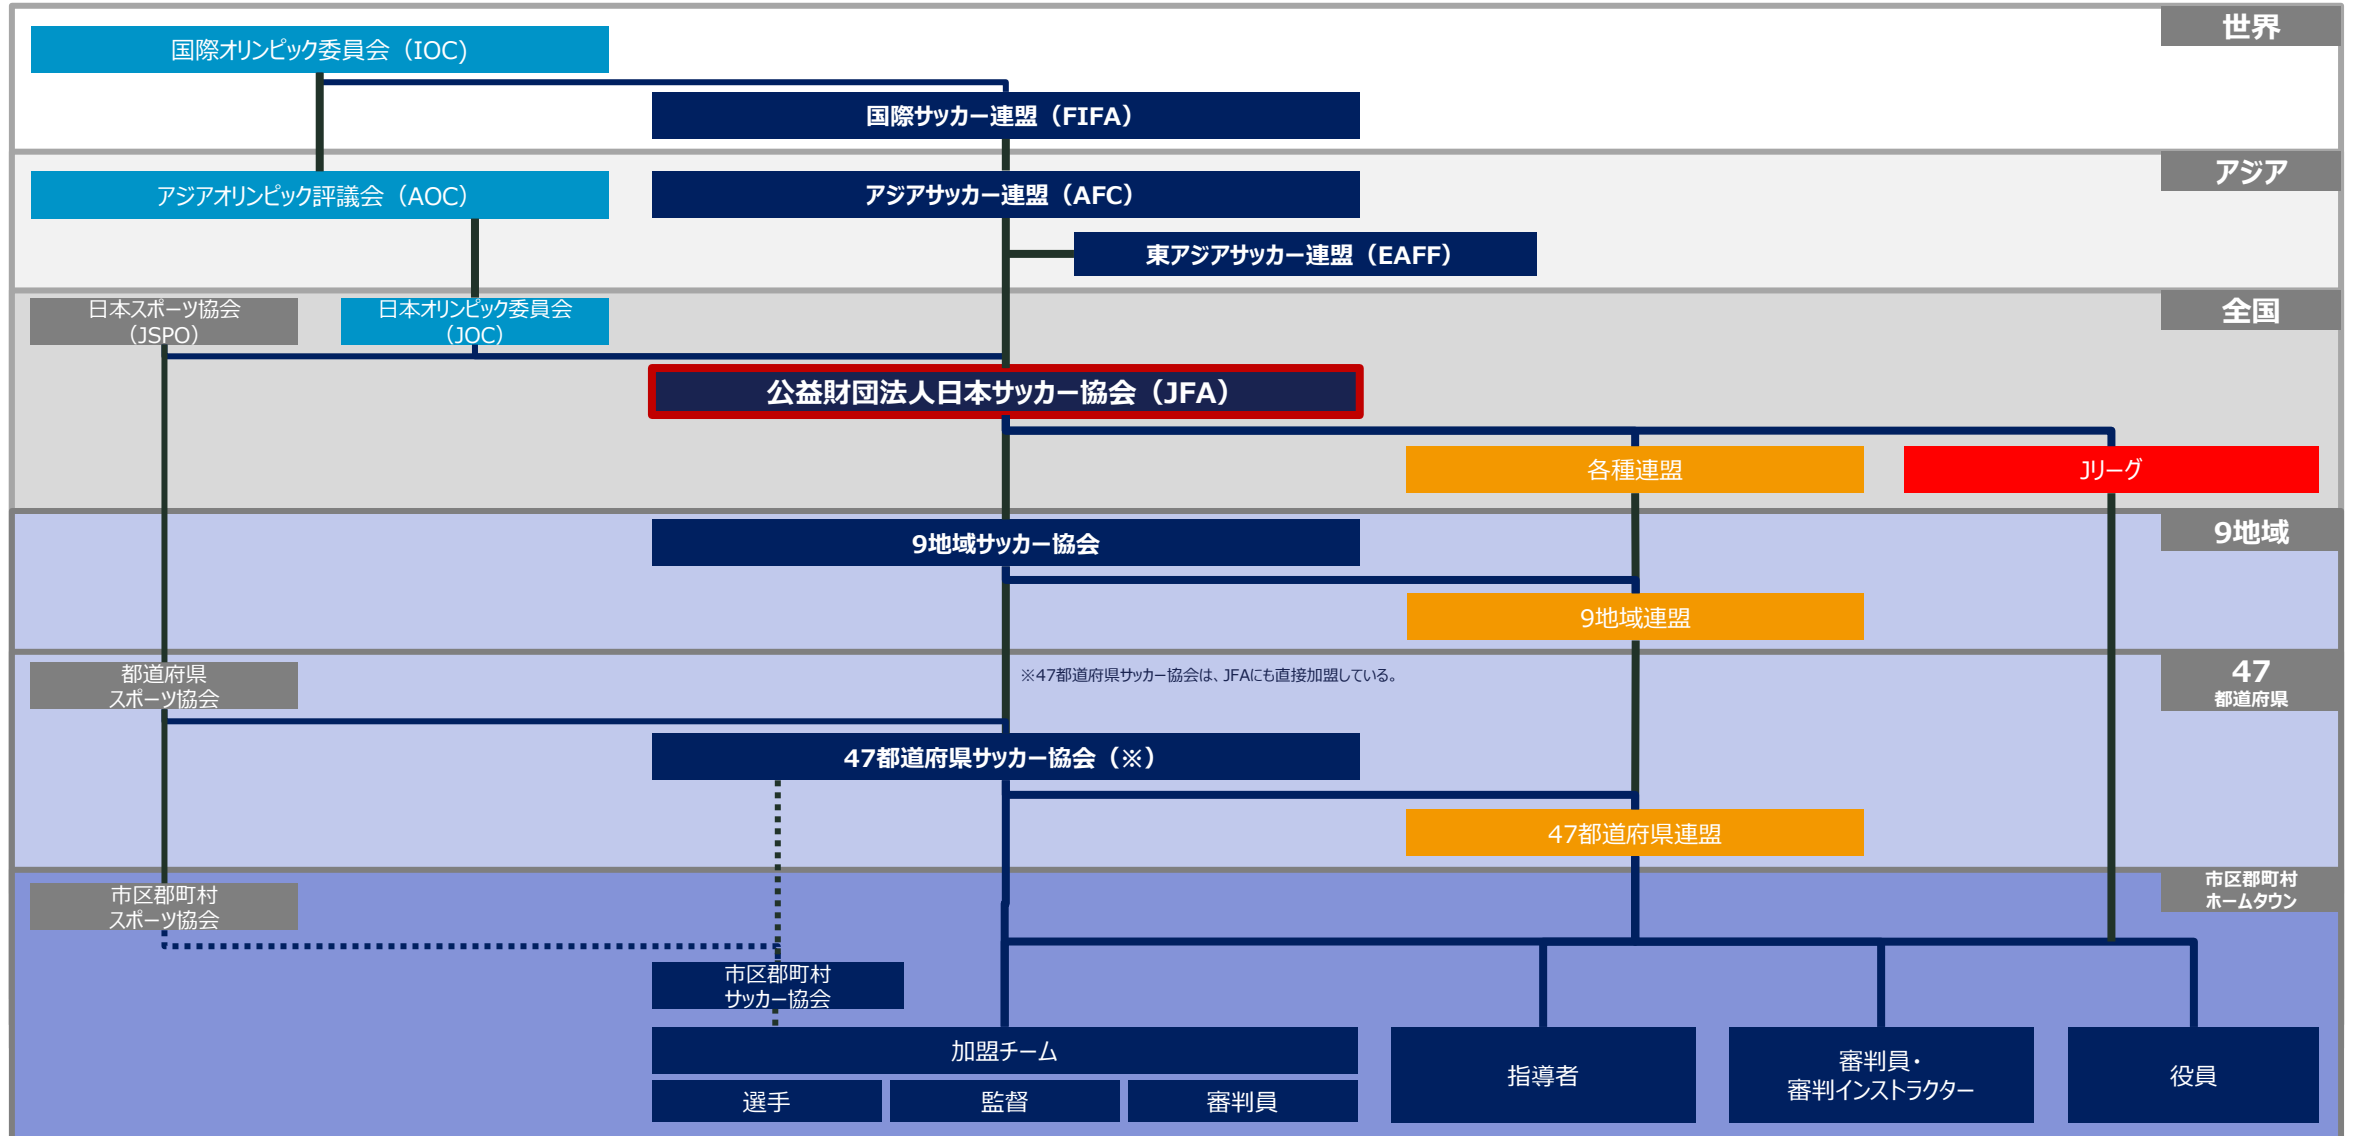 世界
国際オリンピック委員会（IOC)
国際サッカー連盟（FIFA）
アジア
アジアオリンピック評議会（AOC）
アジアサッカー連盟（AFC）
東アジアサッカー連盟（EAFF）
全国
日本スポーツ協会
（JSPO）
日本オリンピック委員会
（JOC）
公益財団法人日本サッカー協会（JFA）
各種連盟
Jリーグ
9地域
9地域サッカー協会
9地域連盟
47
都道府県
都道府県
スポーツ協会
※47都道府県サッカー協会は、JFAにも直接加盟している。
47都道府県サッカー協会（※）
47都道府県連盟
市区郡町村
ホームタウン
市区郡町村
スポーツ協会
市区郡町村
サッカー協会
加盟チーム
選手
監督
審判員
指導者
審判員・
審判インストラクター
役員